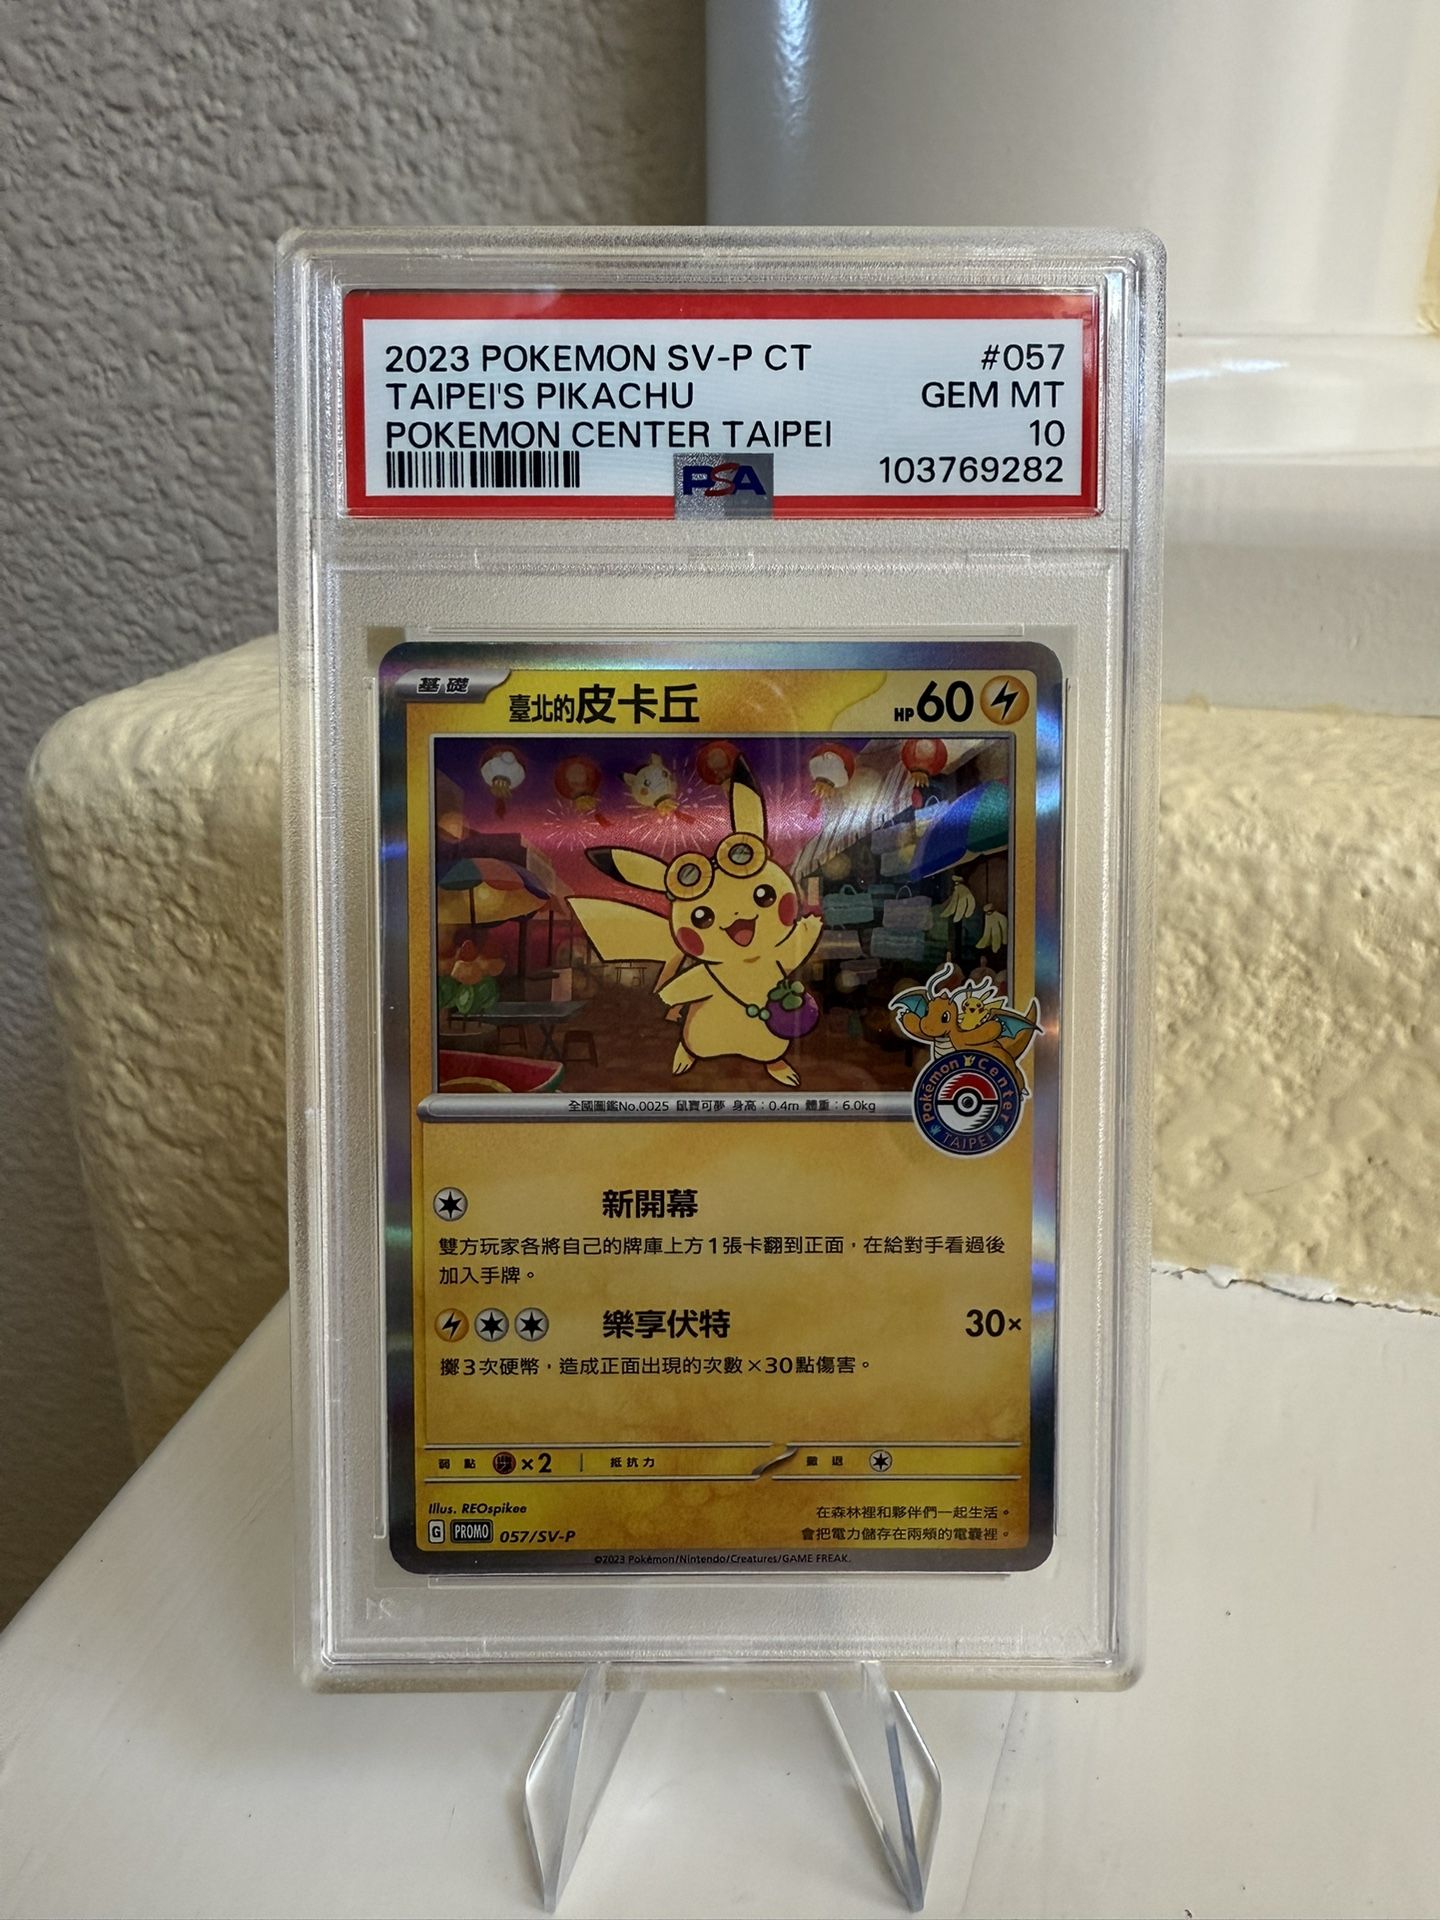 2023 POKEMON SV-P CT #057
TAIPEI'S PIKACHU GEM MT
POKEMON CENTER TAIPEI 10
PSA 103769282
基礎 臺北的皮卡丘 HP 60
全國圖鑑No.0025 鼠寶可夢 身高：0.4m 體重：6.0kg
Pokémon Center
TAIPEI
新開幕
雙方玩家各將自己的牌庫上方1張卡翻到正面，在給對手看過後
加入手牌。
樂享伏特 30×
擲3次硬幣，造成正面出現的次數×30點傷害。
弱點 ×2 抵抗力 撤退
Illus. REOspikee
在森林裡和夥伴們一起生活。
G PROMO 057/SV-P
會把電力儲存在兩頰的電囊裡。
©2023 Pokémon/Nintendo/Creatures/GAME FREAK.